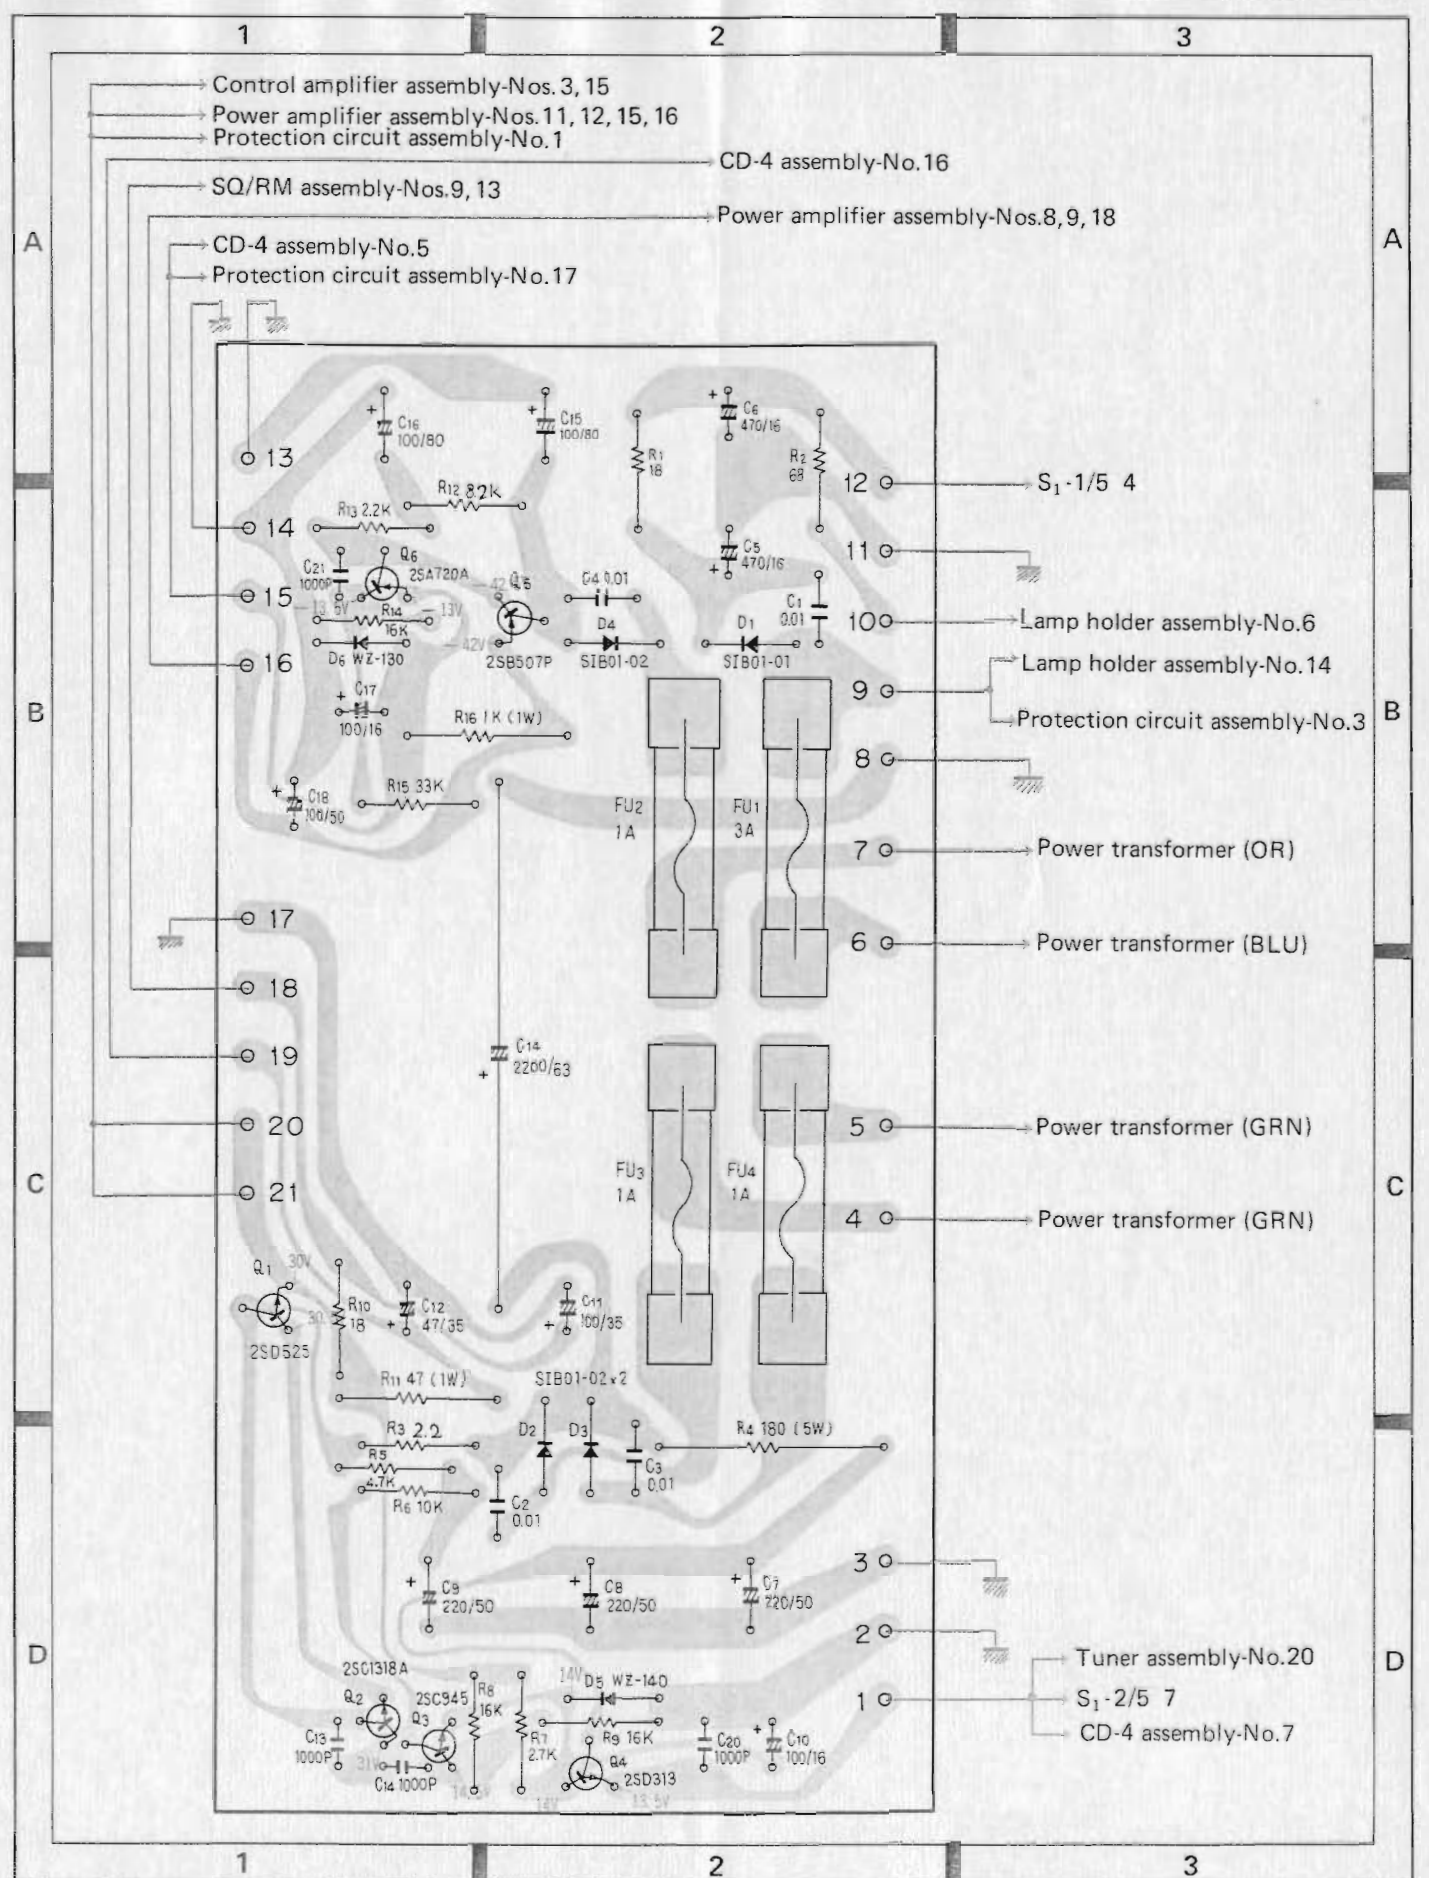 1 2 3
Control amplifier assembly-Nos. 3, 15
Power amplifier assembly-Nos. 11, 12, 15, 16
Protection circuit assembly-No. 1
CD-4 assembly-No. 16
SQ/RM assembly-Nos. 9, 13
Power amplifier assembly-Nos. 8, 9, 18
A A
CD-4 assembly-No. 5
Protection circuit assembly-No. 17
C16
100/80
C15
100/80
C6
470/16
R1
18
R2
68
13
12 S1-1/5 4
R12 8.2K
R13 2.2K
14
C5
470/16
11
C21
1000P
Q6
2SA720A
-42 Q5
C4 0.01
15
-13.5V
R14
16K
-13V
C1
0.01
10 Lamp holder assembly-No.6
D4
D1
-42V
16
D6 WZ-130
2SB507P
SIB01-02
SIB01-01
Lamp holder assembly-No.14
C17
100/16
9
R16 1K (1W)
B B
Protection circuit assembly-No.3
8
R15 33K
C18
100/50
FU2
1A
FU1
3A
7 Power transformer (OR)
17
6 Power transformer (BLU)
18
19
C14
2200/63
20
5 Power transformer (GRN)
FU3
1A
FU4
1A
C C
21
4 Power transformer (GRN)
Q1
30V
30.
2SD525
R10
18
C12
47/35
C11
100/35
R11 47 (1W)
SIB01-02×2
R3 2.2
D2 D3
R4 180 (5W)
R5
4.7K
C3
0.01
R6 10K
C2
0.01
3
C9
220/50
C8
220/50
C7
220/50
2
D D
Tuner assembly-No.20
2SC1318A
14V
D5 WZ-140
Q2
2SC945
R8
16K
1 S1-2/5 7
Q3
CD-4 assembly-No.7
C13
1000P
31V
R7
2.7K
R9 16K
C20
1000P
C10
100/16
Q4
C14 1000P
2SD313
14V
13.5V
1 2 3